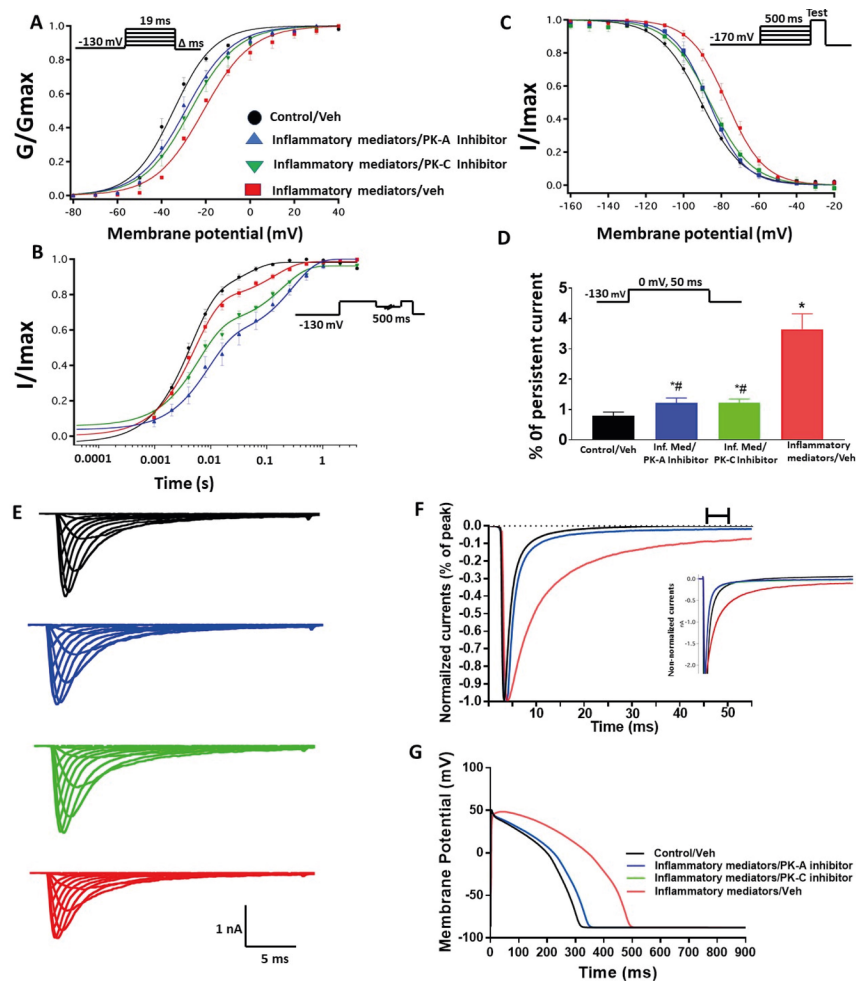 A
19 ms
-130 mV
Δ ms
G/Gmax
1.0
0.8
0.6
0.4
0.2
0.0
-80
-60
-40
-20
0
20
40
Membrane potential (mV)
Control/Veh
Inflammatory mediators/PK-A Inhibitor
Inflammatory mediators/PK-C Inhibitor
Inflammatory mediators/veh
C
500 ms
Test
-170 mV
I/Imax
1.0
0.8
0.6
0.4
0.2
0.0
-160
-140
-120
-100
-80
-60
-40
-20
Membrane potential (mV)
B
I/Imax
1.0
0.8
0.6
0.4
0.2
0.0
-130 mV
500 ms
0.0001
0.001
0.01
0.1
1
Time (s)
D
0 mV, 50 ms
-130 mV
% 0f persistent current
5
4
3
2
1
0
*#
*#
*
Control/Veh
Inf. Med/
PK-A Inhibitor
Inf. Med/
PK-C Inhibitor
Inflammatory
mediators/Veh
E
1 nA
5 ms
F
Normailzed currents (% of peak)
0.0
-0.1
-0.2
-0.3
-0.4
-0.5
-0.6
-0.7
-0.8
-0.9
-1.0
10
20
30
40
50
Time (ms)
Non-normalized currents
nA
0.0
-0.5
-1.0
-1.5
-2.0
G
Membrane Potential (mV)
100
50
0
-50
-100
0
100
200
300
400
500
600
700
800
900
Time (ms)
Control/Veh
Inflammatory mediators/PK-A inhibitor
Inflammatory mediators/PK-C inhibitor
Inflammatory mediators/Veh